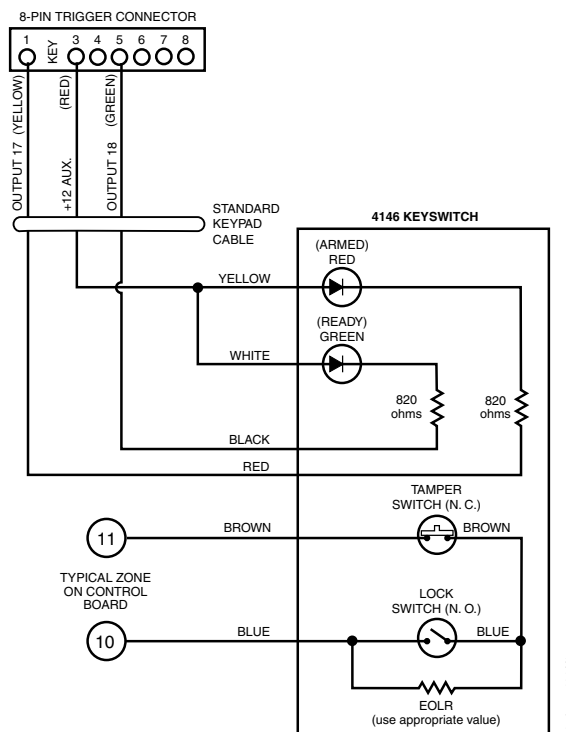 8-PIN TRIGGER CONNECTOR
1 KEY 3 4 5 6 7 8
OUTPUT 17 (YELLOW)
+12 AUX. (RED)
OUTPUT 18 (GREEN)
STANDARD
KEYPAD
CABLE
4146 KEYSWITCH
(ARMED)
RED
YELLOW
(READY)
GREEN
WHITE
820
ohms
820
ohms
BLACK
RED
TAMPER
SWITCH (N. C.)
11
BROWN
BROWN
TYPICAL ZONE
ON CONTROL
BOARD
LOCK
SWITCH (N. O.)
10
BLUE
BLUE
EOLR
(use appropriate value)